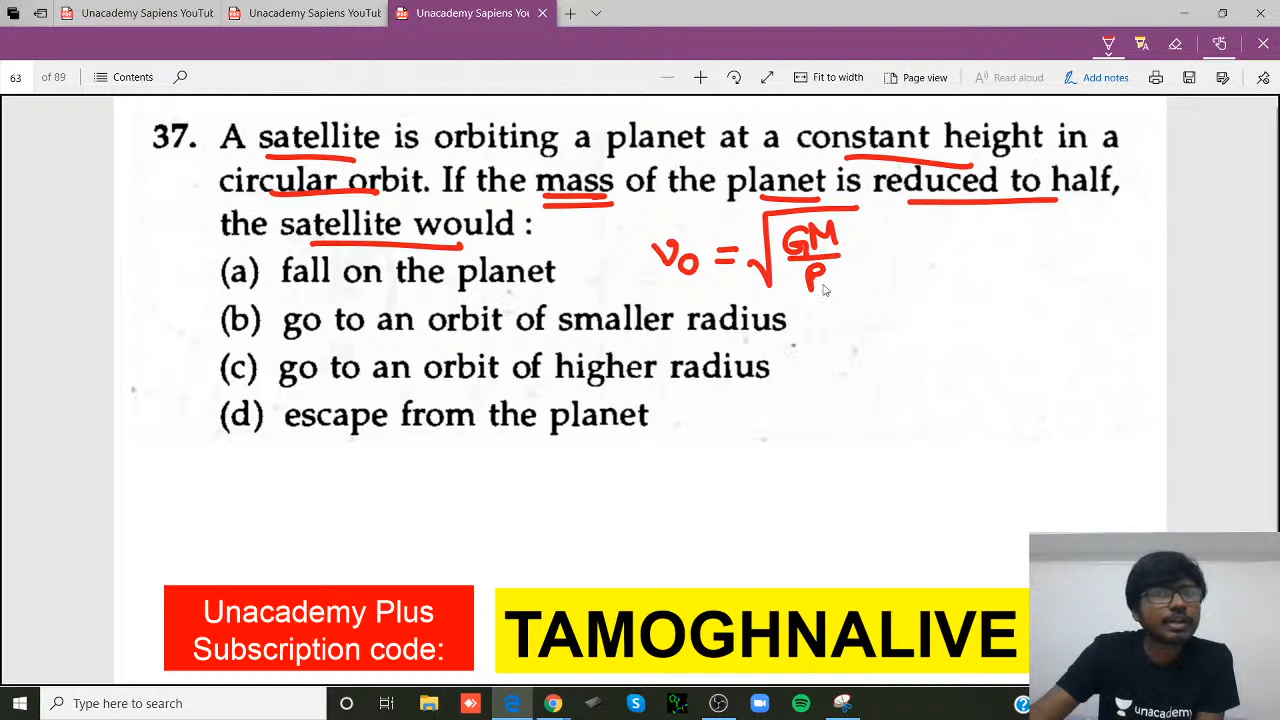 Unacademy Sapiens YouTub
Unacademy Sapiens YouTub
Unacademy Sapiens You
63 of 89
Contents
Fit to width
Page view
Read aloud
Add notes
37. A satellite is orbiting a planet at a constant height in a
circular orbit. If the mass of the planet is reduced to half,
the satellite would :
v₀ = √GM/R
(a) fall on the planet
(b) go to an orbit of smaller radius
(c) go to an orbit of higher radius
(d) escape from the planet
Unacademy Plus
Subscription code:
TAMOGHNALIVE
unacademy
Type here to search